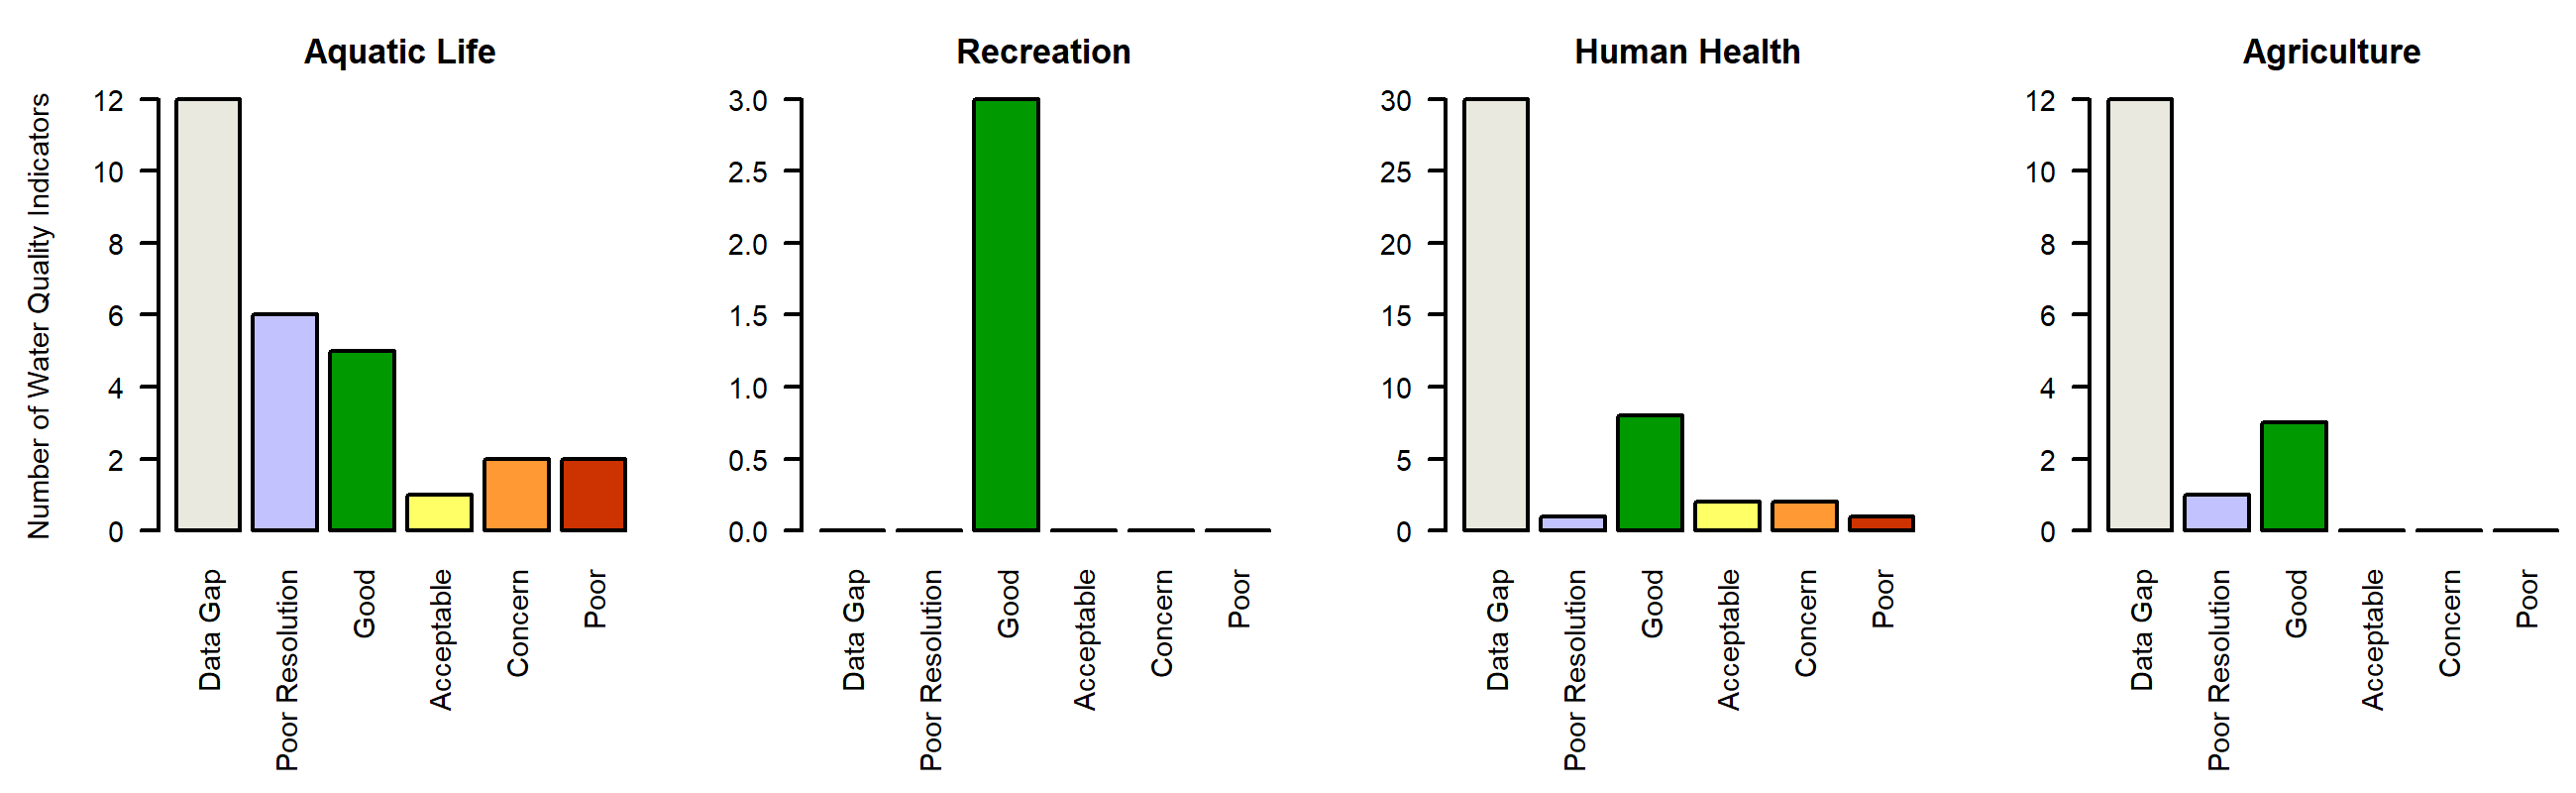 Aquatic Life
Number of Water Quality Indicators
12
10
8
6
4
2
0
Data Gap
Poor Resolution
Good
Acceptable
Concern
Poor
Recreation
3.0
2.5
2.0
1.5
1.0
0.5
0.0
Data Gap
Poor Resolution
Good
Acceptable
Concern
Poor
Human Health
30
25
20
15
10
5
0
Data Gap
Poor Resolution
Good
Acceptable
Concern
Poor
Agriculture
12
10
8
6
4
2
0
Data Gap
Poor Resolution
Good
Acceptable
Concern
Poor